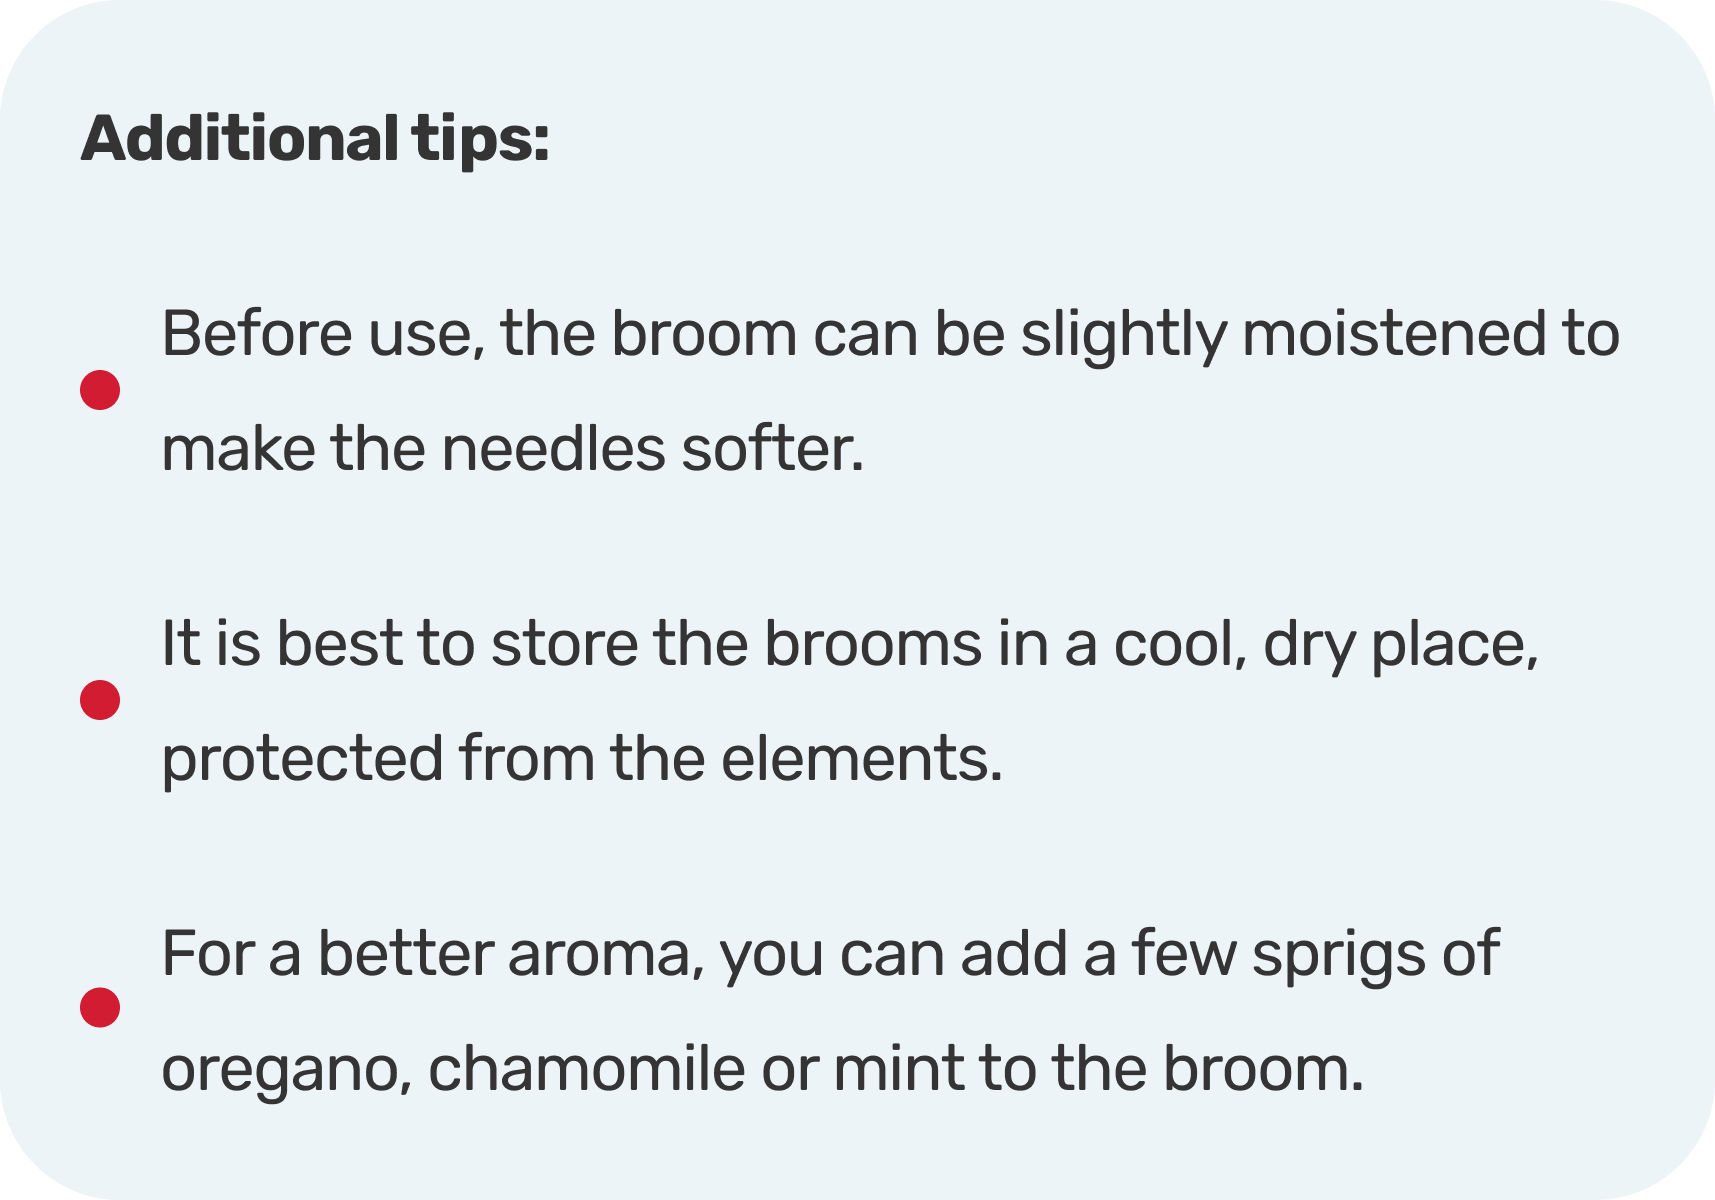 Additional tips:
Before use, the broom can be slightly moistened to
make the needles softer.
It is best to store the brooms in a cool, dry place,
protected from the elements.
For a better aroma, you can add a few sprigs of
oregano, chamomile or mint to the broom.